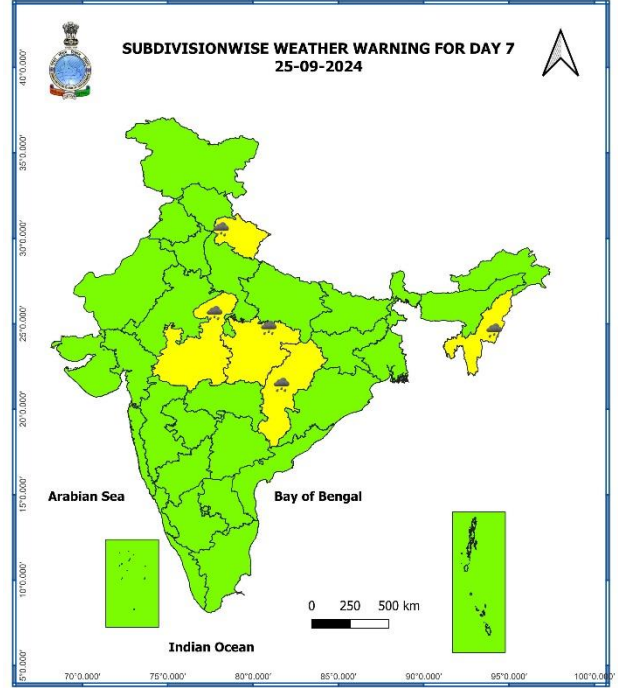 SUBDIVISIONWISE WEATHER WARNING FOR DAY 7
25-09-2024
40°0.000'
35°0.000'
30°0.000'
25°0.000'
20°0.000'
15°0.000'
10°0.000'
5°0.000'
Arabian Sea
Bay of Bengal
0 250 500 km
Indian Ocean
70°0.000' 75°0.000' 80°0.000' 85°0.000' 90°0.000' 95°0.000' 100°0.000'